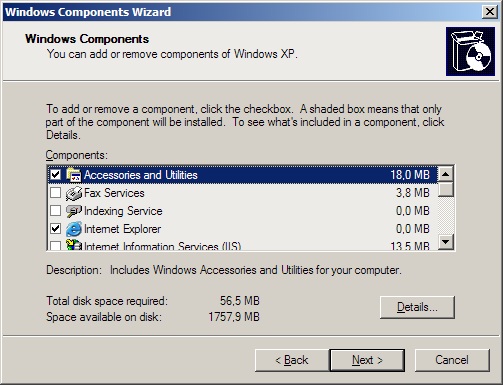 Windows Components Wizard
Windows Components
You can add or remove components of Windows XP.
To add or remove a component, click the checkbox. A shaded box means that only
part of the component will be installed. To see what's included in a component, click
Details.
Components:
Accessories and Utilities 18,0 MB
Fax Services 3,8 MB
Indexing Service 0,0 MB
Internet Explorer 0,0 MB
Internet Information Services (IIS) 13,5 MB
Description: Includes Windows Accessories and Utilities for your computer.
Total disk space required: 56,5 MB
Space available on disk: 1757,9 MB
Details...
< Back Next > Cancel